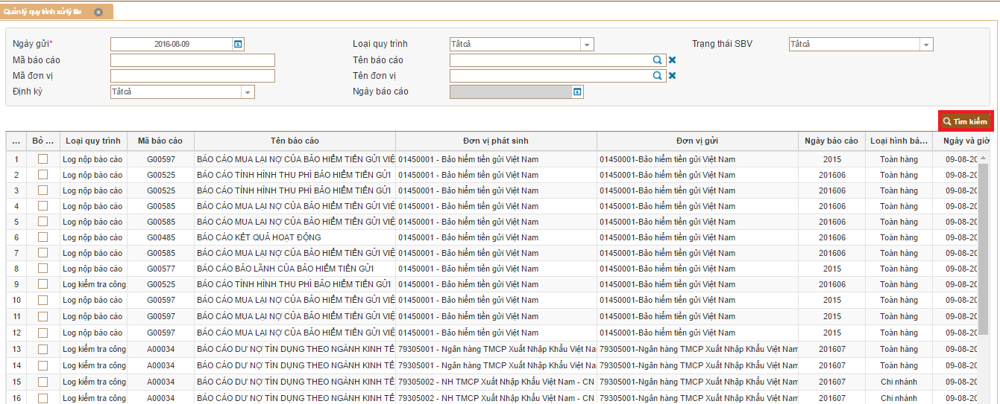 Quản lý quy trình xử lý file
Ngày gửi* 2016-08-09 Loại quy trình Tất cả Trạng thái SBV Tất cả
Mã báo cáo Tên báo cáo
Mã đơn vị Tên đơn vị
Định kỳ Tất cả Ngày báo cáo
Tìm kiếm
... Bỏ ... Loại quy trình Mã báo cáo Tên báo cáo Đơn vị phát sinh Đơn vị gửi Ngày báo cáo Loại hình bá... Ngày và giờ
1 Log nộp báo cáo G00597 BÁO CÁO MUA LẠI NỢ CỦA BẢO HIỂM TIỀN GỬI VIỆ 01450001 - Bảo hiểm tiền gửi Việt Nam 01450001-Bảo hiểm tiền gửi Việt Nam 2015 Toàn hàng 09-08-20
2 Log nộp báo cáo G00525 BÁO CÁO TÌNH HÌNH THU PHÍ BẢO HIỂM TIỀN GỬI 01450001 - Bảo hiểm tiền gửi Việt Nam 01450001-Bảo hiểm tiền gửi Việt Nam 201606 Toàn hàng 09-08-20
3 Log nộp báo cáo G00525 BÁO CÁO TÌNH HÌNH THU PHÍ BẢO HIỂM TIỀN GỬI 01450001 - Bảo hiểm tiền gửi Việt Nam 01450001-Bảo hiểm tiền gửi Việt Nam 201606 Toàn hàng 09-08-20
4 Log nộp báo cáo G00585 BÁO CÁO MUA LẠI NỢ CỦA BẢO HIỂM TIỀN GỬI VIỆ 01450001 - Bảo hiểm tiền gửi Việt Nam 01450001-Bảo hiểm tiền gửi Việt Nam 201606 Toàn hàng 09-08-20
5 Log nộp báo cáo G00585 BÁO CÁO MUA LẠI NỢ CỦA BẢO HIỂM TIỀN GỬI VIỆ 01450001 - Bảo hiểm tiền gửi Việt Nam 01450001-Bảo hiểm tiền gửi Việt Nam 201606 Toàn hàng 09-08-20
6 Log nộp báo cáo G00485 BÁO CÁO KẾT QUẢ HOẠT ĐỘNG 01450001 - Bảo hiểm tiền gửi Việt Nam 01450001-Bảo hiểm tiền gửi Việt Nam 201606 Toàn hàng 09-08-20
7 Log nộp báo cáo G00585 BÁO CÁO MUA LẠI NỢ CỦA BẢO HIỂM TIỀN GỬI VIỆ 01450001 - Bảo hiểm tiền gửi Việt Nam 01450001-Bảo hiểm tiền gửi Việt Nam 201606 Toàn hàng 09-08-20
8 Log nộp báo cáo G00577 BÁO CÁO BẢO LÃNH CỦA BẢO HIỂM TIỀN GỬI 01450001 - Bảo hiểm tiền gửi Việt Nam 01450001-Bảo hiểm tiền gửi Việt Nam 2015 Toàn hàng 09-08-20
9 Log kiểm tra công G00525 BÁO CÁO TÌNH HÌNH THU PHÍ BẢO HIỂM TIỀN GỬI 01450001 - Bảo hiểm tiền gửi Việt Nam 01450001-Bảo hiểm tiền gửi Việt Nam 201606 Toàn hàng 09-08-20
10 Log nộp báo cáo G00597 BÁO CÁO MUA LẠI NỢ CỦA BẢO HIỂM TIỀN GỬI VIỆ 01450001 - Bảo hiểm tiền gửi Việt Nam 01450001-Bảo hiểm tiền gửi Việt Nam 2015 Toàn hàng 09-08-20
11 Log nộp báo cáo G00597 BÁO CÁO MUA LẠI NỢ CỦA BẢO HIỂM TIỀN GỬI VIỆ 01450001 - Bảo hiểm tiền gửi Việt Nam 01450001-Bảo hiểm tiền gửi Việt Nam 2015 Toàn hàng 09-08-20
12 Log nộp báo cáo G00597 BÁO CÁO MUA LẠI NỢ CỦA BẢO HIỂM TIỀN GỬI VIỆ 01450001 - Bảo hiểm tiền gửi Việt Nam 01450001-Bảo hiểm tiền gửi Việt Nam 2015 Toàn hàng 09-08-20
13 Log kiểm tra công A00034 BÁO CÁO DƯ NỢ TÍN DỤNG THEO NGÀNH KINH TẾ 79305001 - Ngân hàng TMCP Xuất Nhập Khẩu Việt Na 79305001-Ngân hàng TMCP Xuất Nhập Khẩu Việt Nam 201607 Toàn hàng 09-08-20
14 Log kiểm tra công A00034 BÁO CÁO DƯ NỢ TÍN DỤNG THEO NGÀNH KINH TẾ 79305001 - Ngân hàng TMCP Xuất Nhập Khẩu Việt Na 79305001-Ngân hàng TMCP Xuất Nhập Khẩu Việt Nam 201607 Toàn hàng 09-08-20
15 Log kiểm tra công A00034 BÁO CÁO DƯ NỢ TÍN DỤNG THEO NGÀNH KINH TẾ 79305002 - NH TMCP Xuất Nhập Khẩu Việt Nam - CN 79305001-Ngân hàng TMCP Xuất Nhập Khẩu Việt Nam 201607 Chi nhánh 09-08-20
16 Log kiểm tra công A00034 BÁO CÁO DƯ NỢ TÍN DỤNG THEO NGÀNH KINH TẾ 79305002 - NH TMCP Xuất Nhập Khẩu Việt Nam - CN 79305001-Ngân hàng TMCP Xuất Nhập Khẩu Việt Nam 201607 Chi nhánh 09-08-20